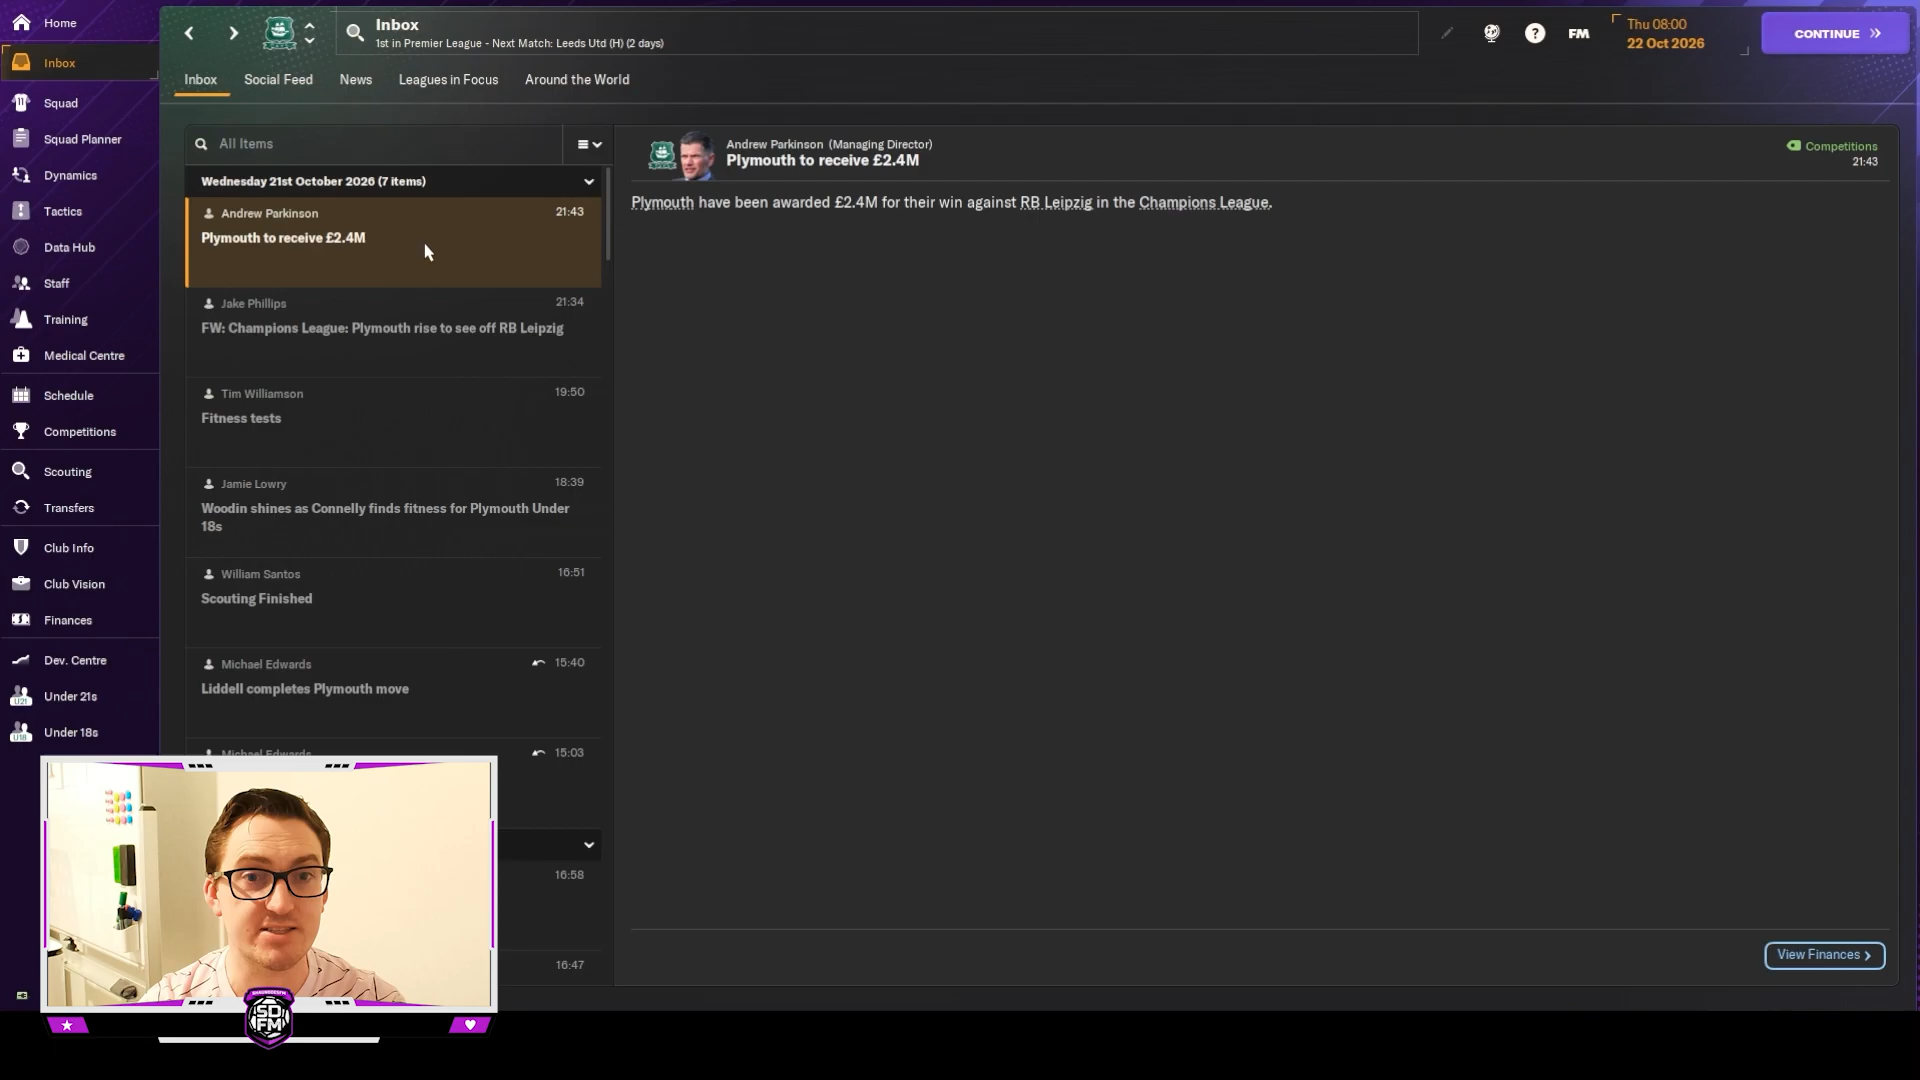 Home
Inbox
Squad
Squad Planner
Dynamics
Tactics
Data Hub
Staff
Training
Medical Centre
Schedule
Competitions
Scouting
Transfers
Club Info
Club Vision
Finances
Dev. Centre
U21
Under 21s
U18
Under 18s
Inbox
1st in Premier League - Next Match: Leeds Utd (H) (2 days)
FM
Thu 08:00
22 Oct 2026
CONTINUE
Inbox
Social Feed
News
Leagues in Focus
Around the World
All Items
Wednesday 21st October 2026 (7 items)
Andrew Parkinson
21:43
Plymouth to receive £2.4M
Jake Phillips
21:34
FW: Champions League: Plymouth rise to see off RB Leipzig
Tim Williamson
19:50
Fitness tests
Jamie Lowry
18:39
Woodin shines as Connelly finds fitness for Plymouth Under
18s
William Santos
16:51
Scouting Finished
Michael Edwards
15:40
Liddell completes Plymouth move
Michael Edwards
15:03
16:58
16:47
Andrew Parkinson (Managing Director)
Plymouth to receive £2.4M
Competitions
21:43
Plymouth have been awarded £2.4M for their win against RB Leipzig in the Champions League.
View Finances
SD
FM